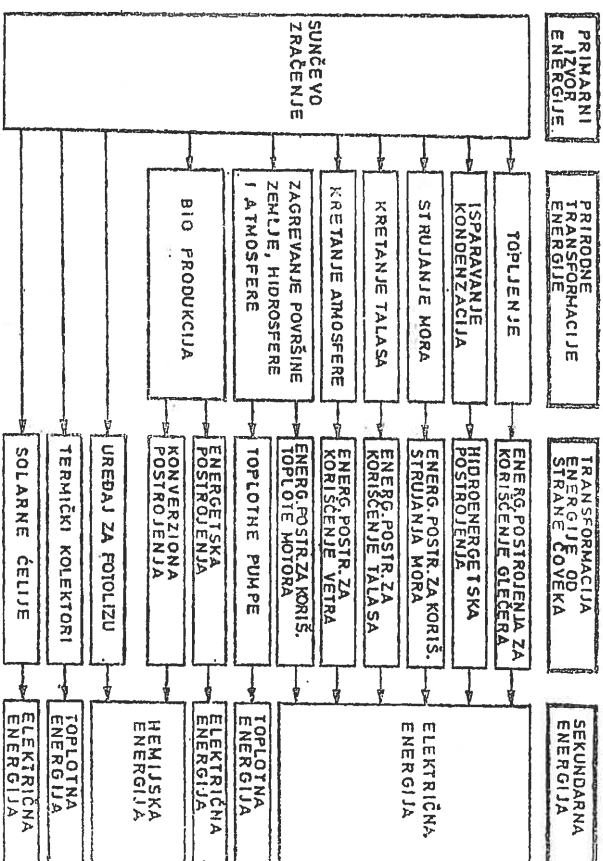 PRIMARNI
IZVOR
ENERGIJE.
PRIRODNE
TRANSFORMACIJE
ENERGIJE
TRANSFORMACIJA
ENERGIJE OD
STRANE ČOVEKA
SEKUNDARNA
ENERGIJA
SUNČEVO
ZRAČENJE
TOPLJENJE
ISPARAVANJE
KONDENZACIJA
STRUJANJE MORA
KRETANJE TALASA
KRETANJE ATMOSFERE
ZAGREVANJE POVRŠINE
ZEMLJE, HIDROSFERE
I ATMOSFERE
BIO PRODUKCIJA
ENERG. POSTROJENJA ZA
KORIŠČENJE GLEČERA
HIDROENERGETSKA
POSTROJENJA
ENERG. POSTR. ZA KORIŠ.
STRUJANJA MORA
ENERG. POSTR. ZA
KORIŠČENJE TALASA
ENERG. POSTR. ZA
KORIŠČENJE VETRA
ENERG. POSTR. ZA KORIŠ.
TOPLOTE MOTORA
TOPLOTNE PUMPE
ENERGETSKA
POSTROJENJA
KONVERZIONA
POSTROJENJA
UREĐAJ ZA FOTOLIZU
TERMIČKI KOLEKTORI
SOLARNE ĆELIJE
ELEKTRIČNA
ENERGIJA
TOPLOTNA
ENERGIJA
ELEKTRIČNA
ENERGIJA
HEMIJSKA
ENERGIJA
TOPLOTNA
ENERGIJA
ELEKTRIČNA
ENERGIJA